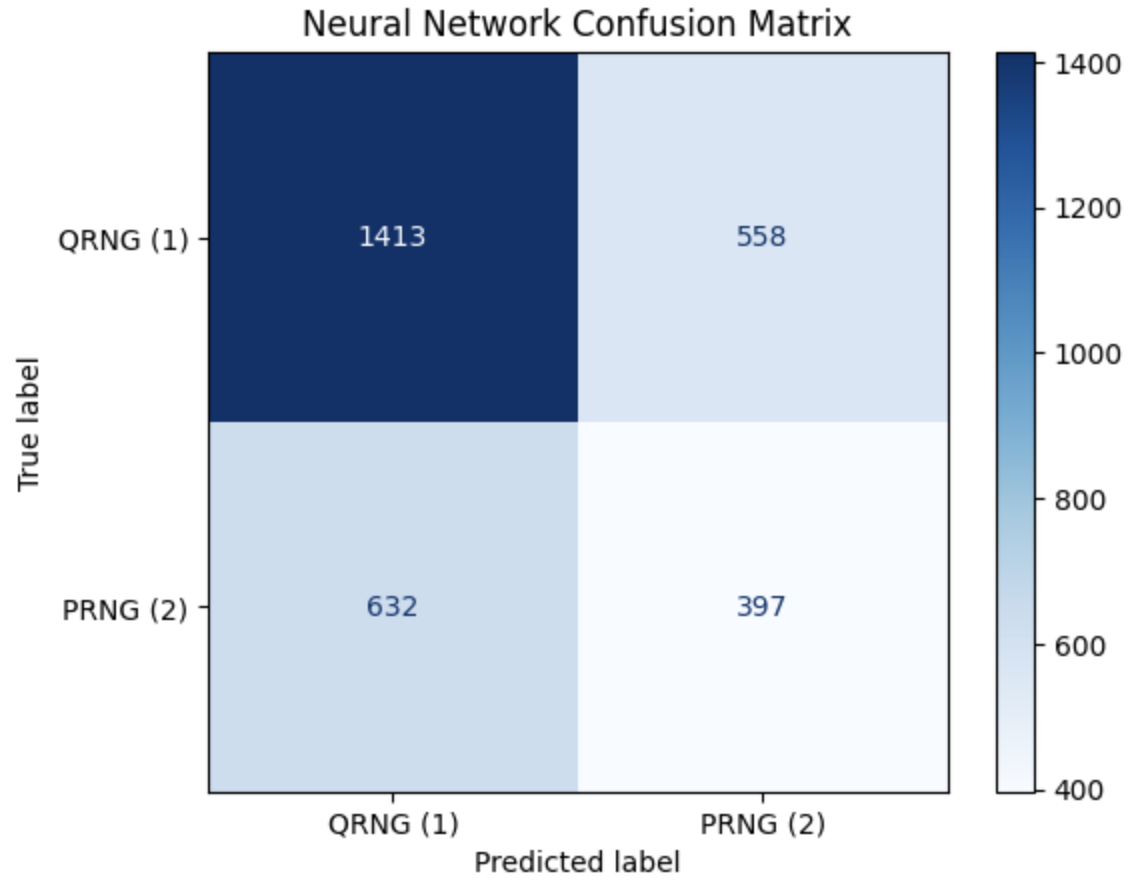 Neural Network Confusion Matrix
QRNG (1)
1413
558
True label
PRNG (2)
632
397
QRNG (1)
PRNG (2)
Predicted label
1400
1200
1000
800
600
400